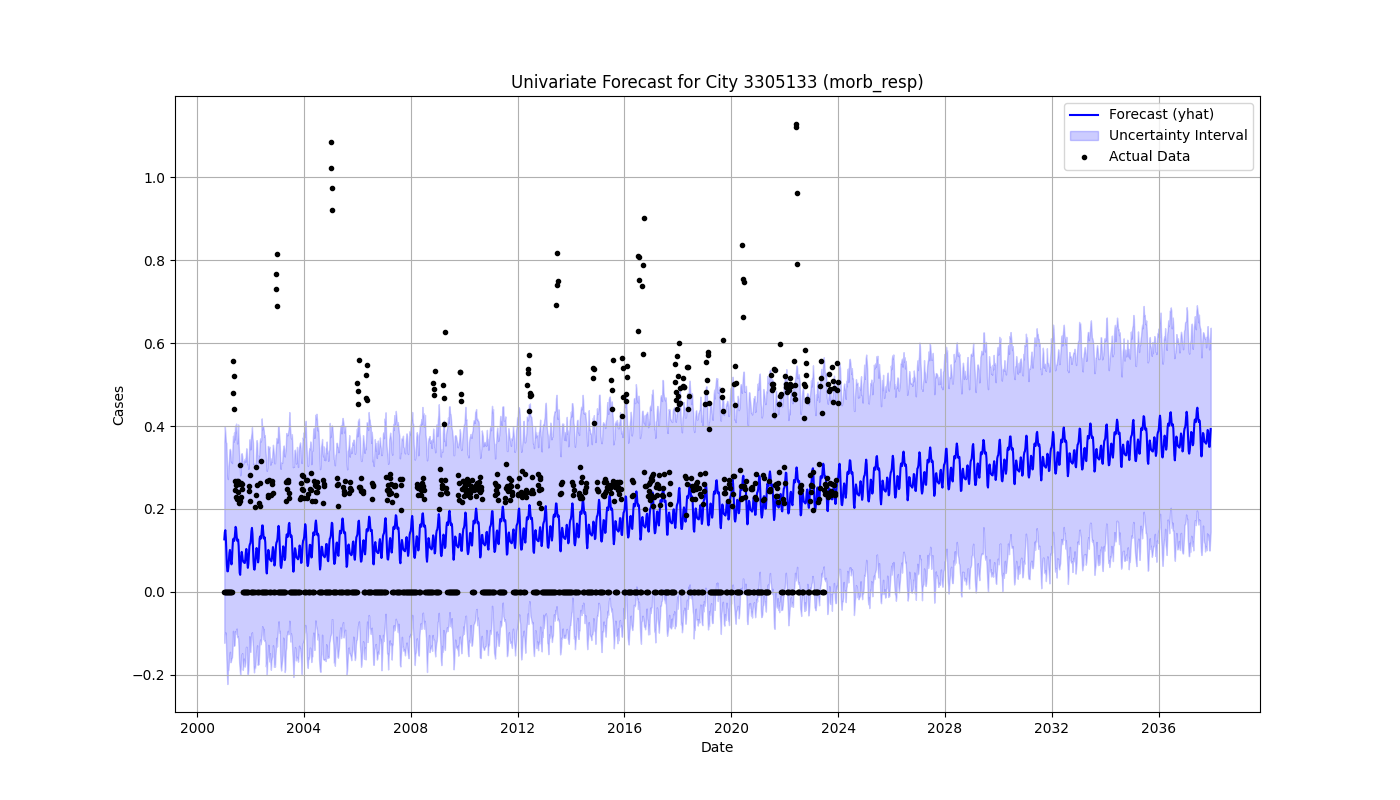 Univariate Forecast for City 3305133 (morb_resp)
Forecast (yhat)
Uncertainty Interval
Actual Data
Cases
1.0
0.8
0.6
0.4
0.2
0.0
−0.2
2000 2004 2008 2012 2016 2020 2024 2028 2032 2036
Date